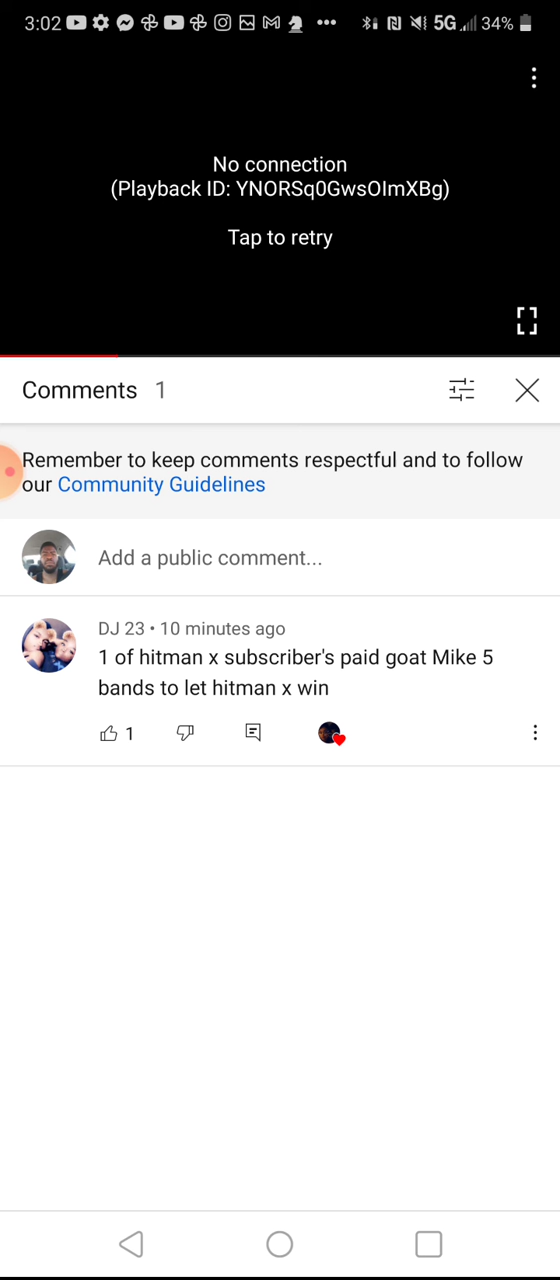 3:02 5G 34%
No connection
(Playback ID: YNORSq0GwsOImXBg)
Tap to retry
Comments 1
Remember to keep comments respectful and to follow
our Community Guidelines
Add a public comment...
DJ 23 • 10 minutes ago
1 of hitman x subscriber's paid goat Mike 5
bands to let hitman x win
1